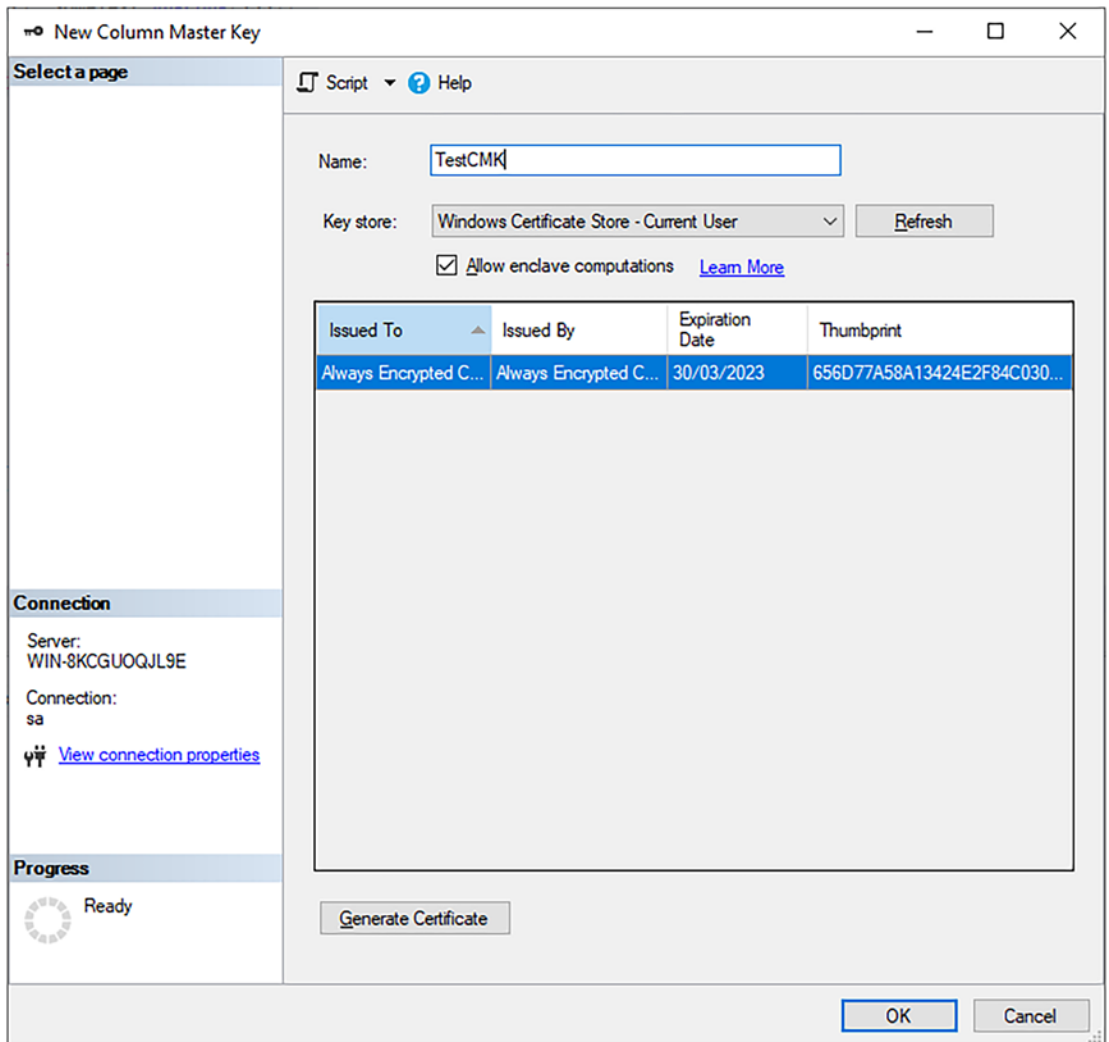 New Column Master Key
Select a page
Script
Help
Name:
TestCMK
Key store:
Windows Certificate Store - Current User
Refresh
Allow enclave computations
Learn More
Issued To
Issued By
Expiration
Date
Thumbprint
Always Encrypted C...
Always Encrypted C...
30/03/2023
656D77A58A13424E2F84C030...
Connection
Server:
WIN-8KCGUOQJL9E
Connection:
sa
View connection properties
Progress
Ready
Generate Certificate
OK
Cancel